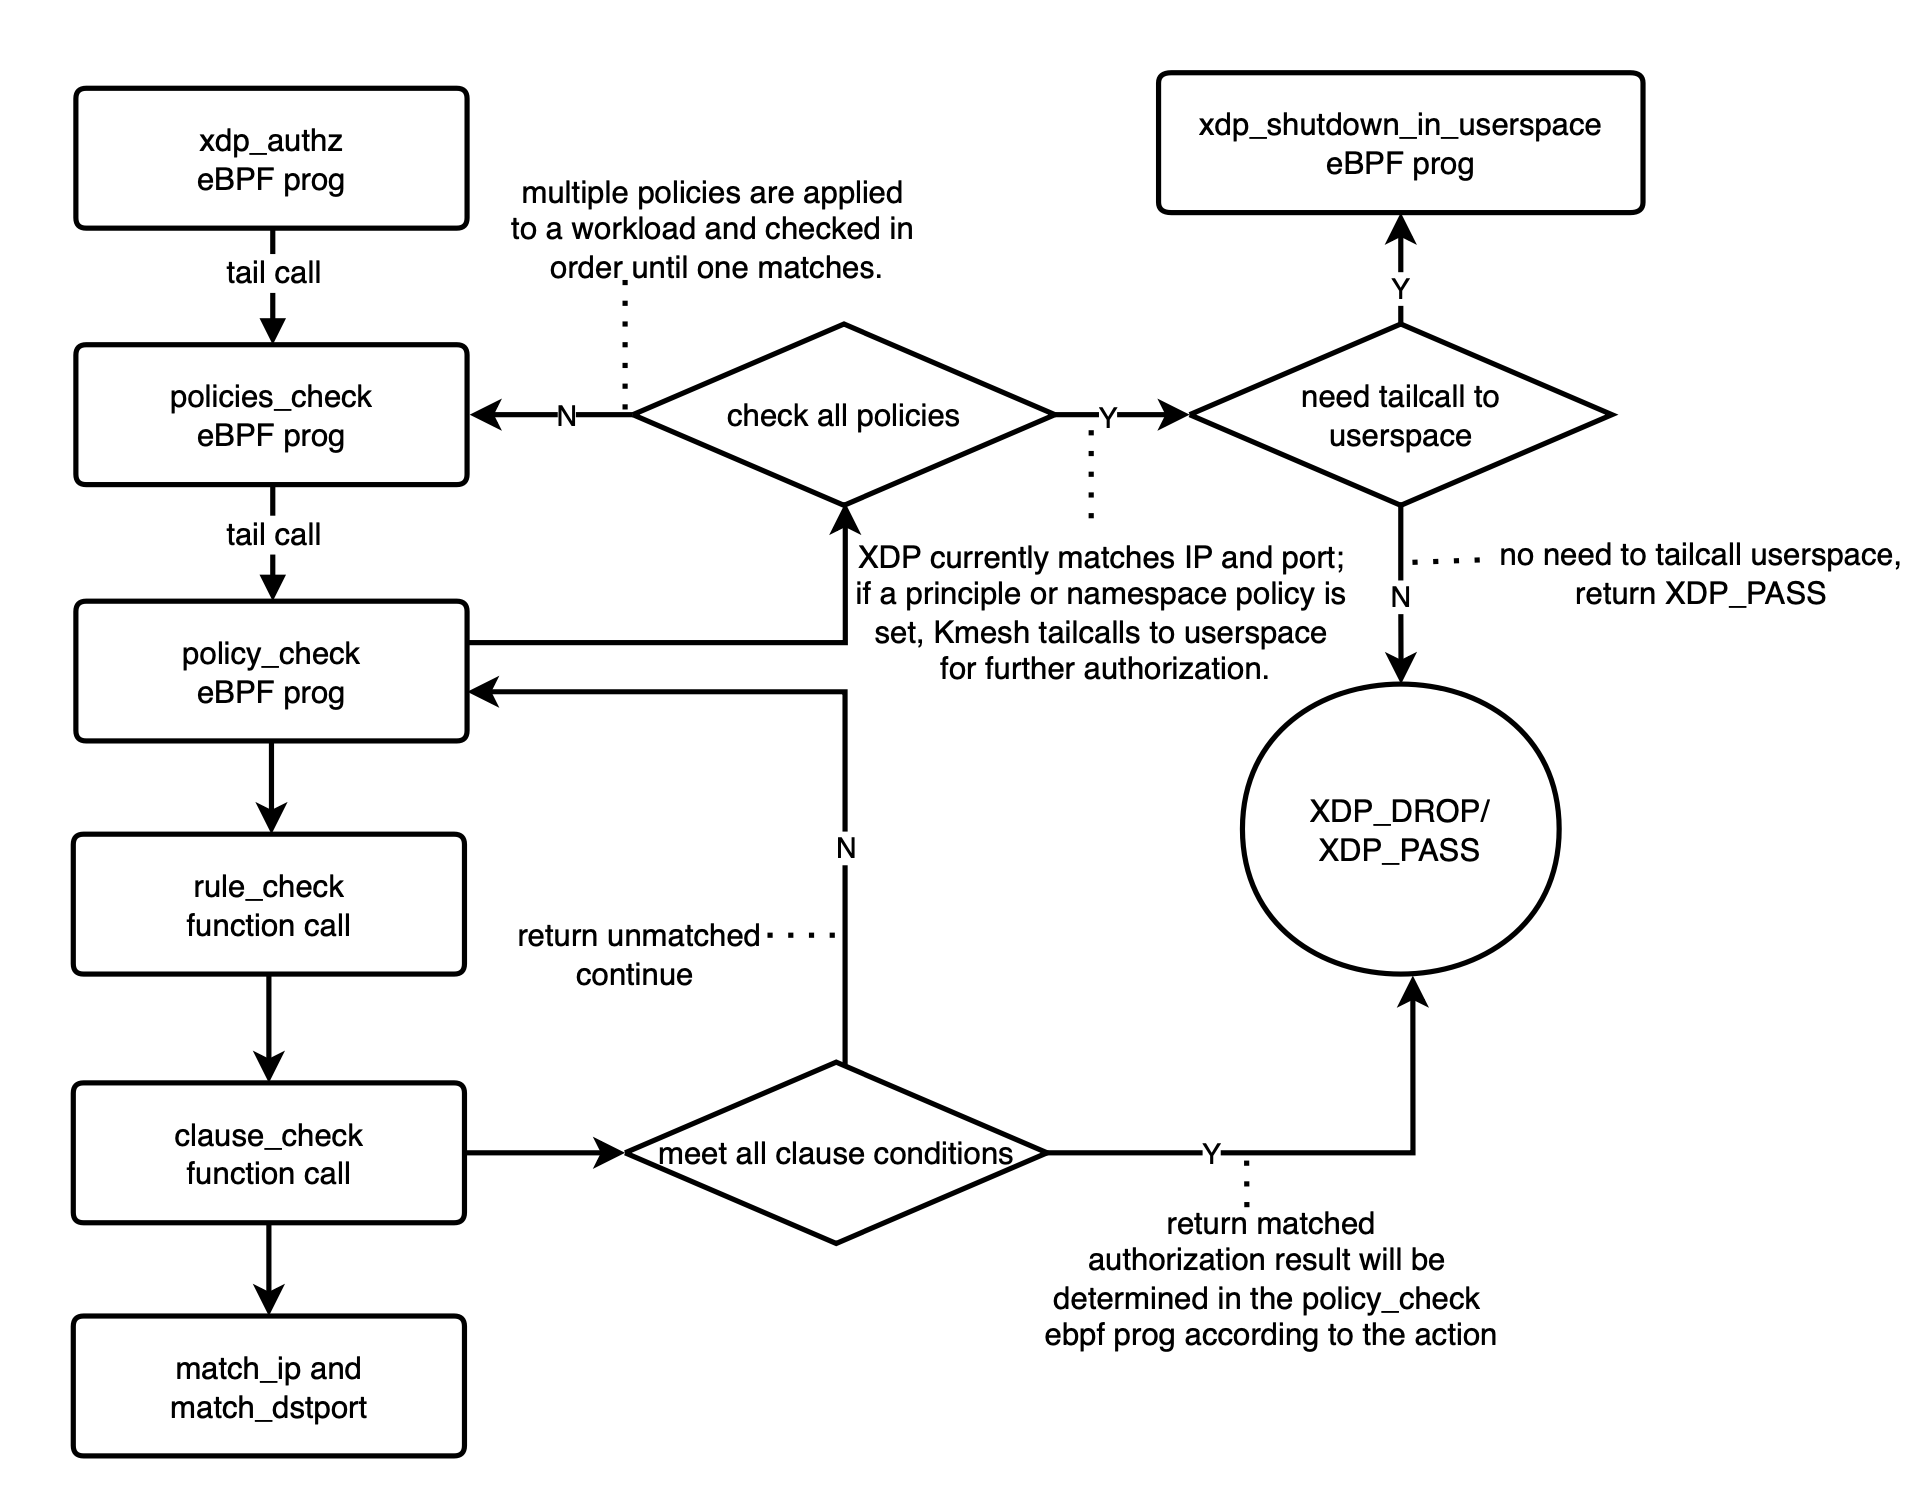 xdp_authz
eBPF prog
tail call
policies_check
eBPF prog
tail call
policy_check
eBPF prog
rule_check
function call
clause_check
function call
match_ip and
match_dstport
multiple policies are applied
to a workload and checked in
order until one matches.
N
check all policies
Y
XDP currently matches IP and port;
if a principle or namespace policy is
set, Kmesh tailcalls to userspace
for further authorization.
xdp_shutdown_in_userspace
eBPF prog
Y
need tailcall to
userspace
N
no need to tailcall userspace,
return XDP_PASS
XDP_DROP/
XDP_PASS
N
return unmatched
continue
meet all clause conditions
Y
return matched
authorization result will be
determined in the policy_check
ebpf prog according to the action